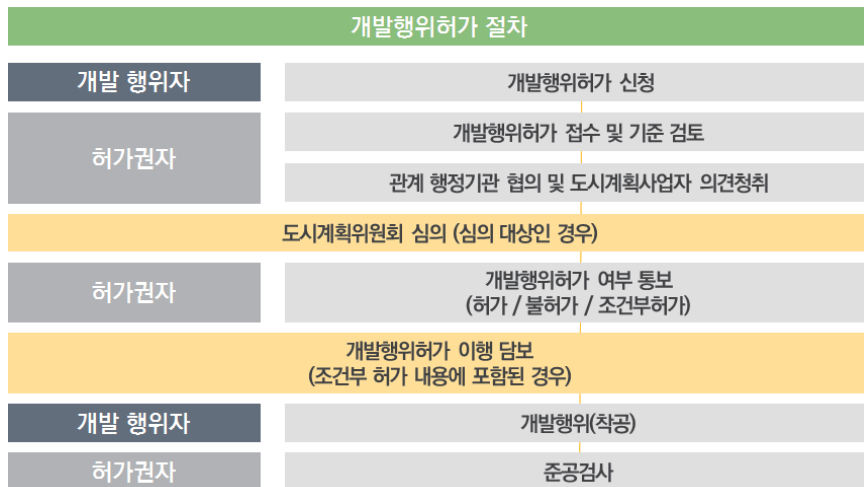 개발행위허가 절차
개발 행위자
개발행위허가 신청
허가권자
개발행위허가 접수 및 기준 검토
관계 행정기관 협의 및 도시계획사업자 의견청취
도시계획위원회 심의 (심의 대상인 경우)
허가권자
개발행위허가 여부 통보
(허가 / 불허가 / 조건부허가)
개발행위허가 이행 담보
(조건부 허가 내용에 포함된 경우)
개발 행위자
개발행위(착공)
허가권자
준공검사